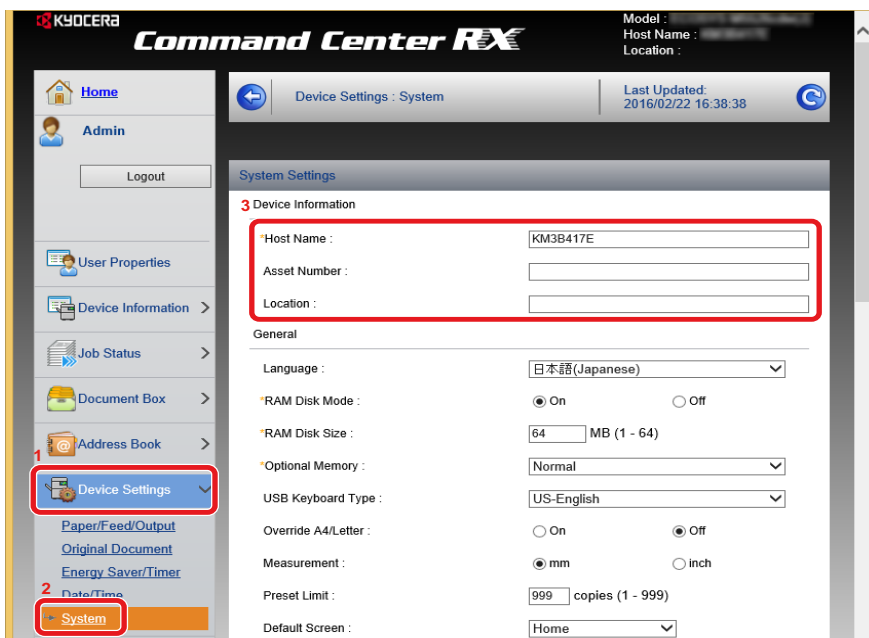 KYOCERA
Command Center RX
Model :
Host Name :
Location :
Home
Admin
Logout
User Properties
Device Information
Job Status
Document Box
Address Book
1
Device Settings
Paper/Feed/Output
Original Document
Energy Saver/Timer
2
Date/Time
System
Device Settings : System
Last Updated:
2016/02/22 16:38:38
System Settings
3 Device Information
*Host Name : KM3B417E
Asset Number :
Location :
General
Language : 日本語(Japanese)
*RAM Disk Mode : On Off
*RAM Disk Size : 64 MB (1 - 64)
*Optional Memory : Normal
USB Keyboard Type : US-English
Override A4/Letter : On Off
Measurement : mm inch
Preset Limit : 999 copies (1 - 999)
Default Screen : Home